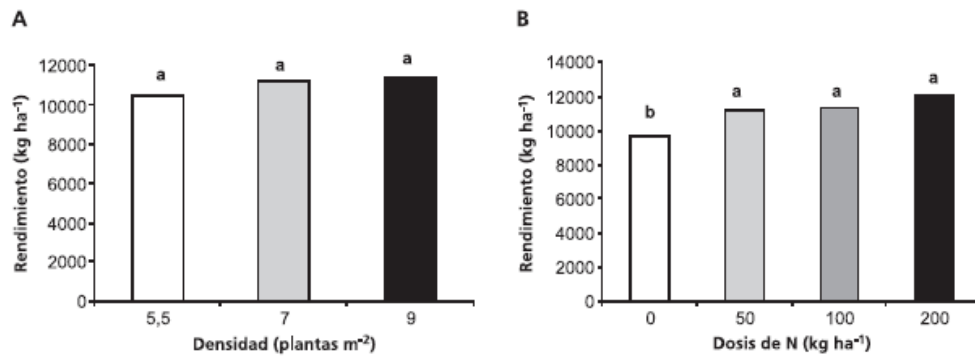 A
Rendimiento (kg ha⁻¹)
12000
10000
8000
6000
4000
2000
0
a
a
a
5,5
7
9
Densidad (plantas m⁻²)
B
Rendimiento (kg ha⁻¹)
14000
12000
10000
8000
6000
4000
2000
0
b
a
a
a
0
50
100
200
Dosis de N (kg ha⁻¹)